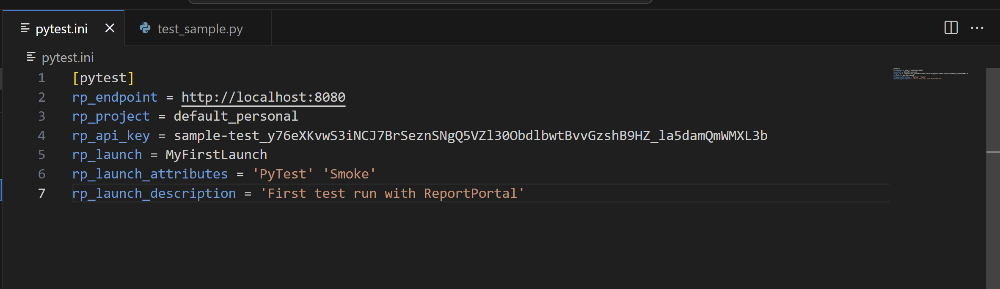 pytest.ini
test_sample.py
pytest.ini
1 [pytest]
2 rp_endpoint = http://localhost:8080
3 rp_project = default_personal
4 rp_api_key = sample-test_y76eXKvwS3iNCJ7BrSeznSNgQ5VZl30ObdlbwtBvvGzshB9HZ_la5damQmWMXL3b
5 rp_launch = MyFirstLaunch
6 rp_launch_attributes = 'PyTest' 'Smoke'
7 rp_launch_description = 'First test run with ReportPortal'